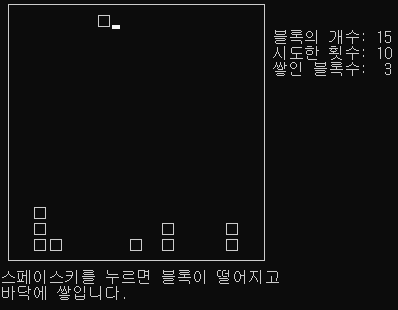 블록의 개수: 15
시도한 횟수: 10
쌓인 블록수: 3
스페이스키를 누르면 블록이 떨어지고
바닥에 쌓입니다.